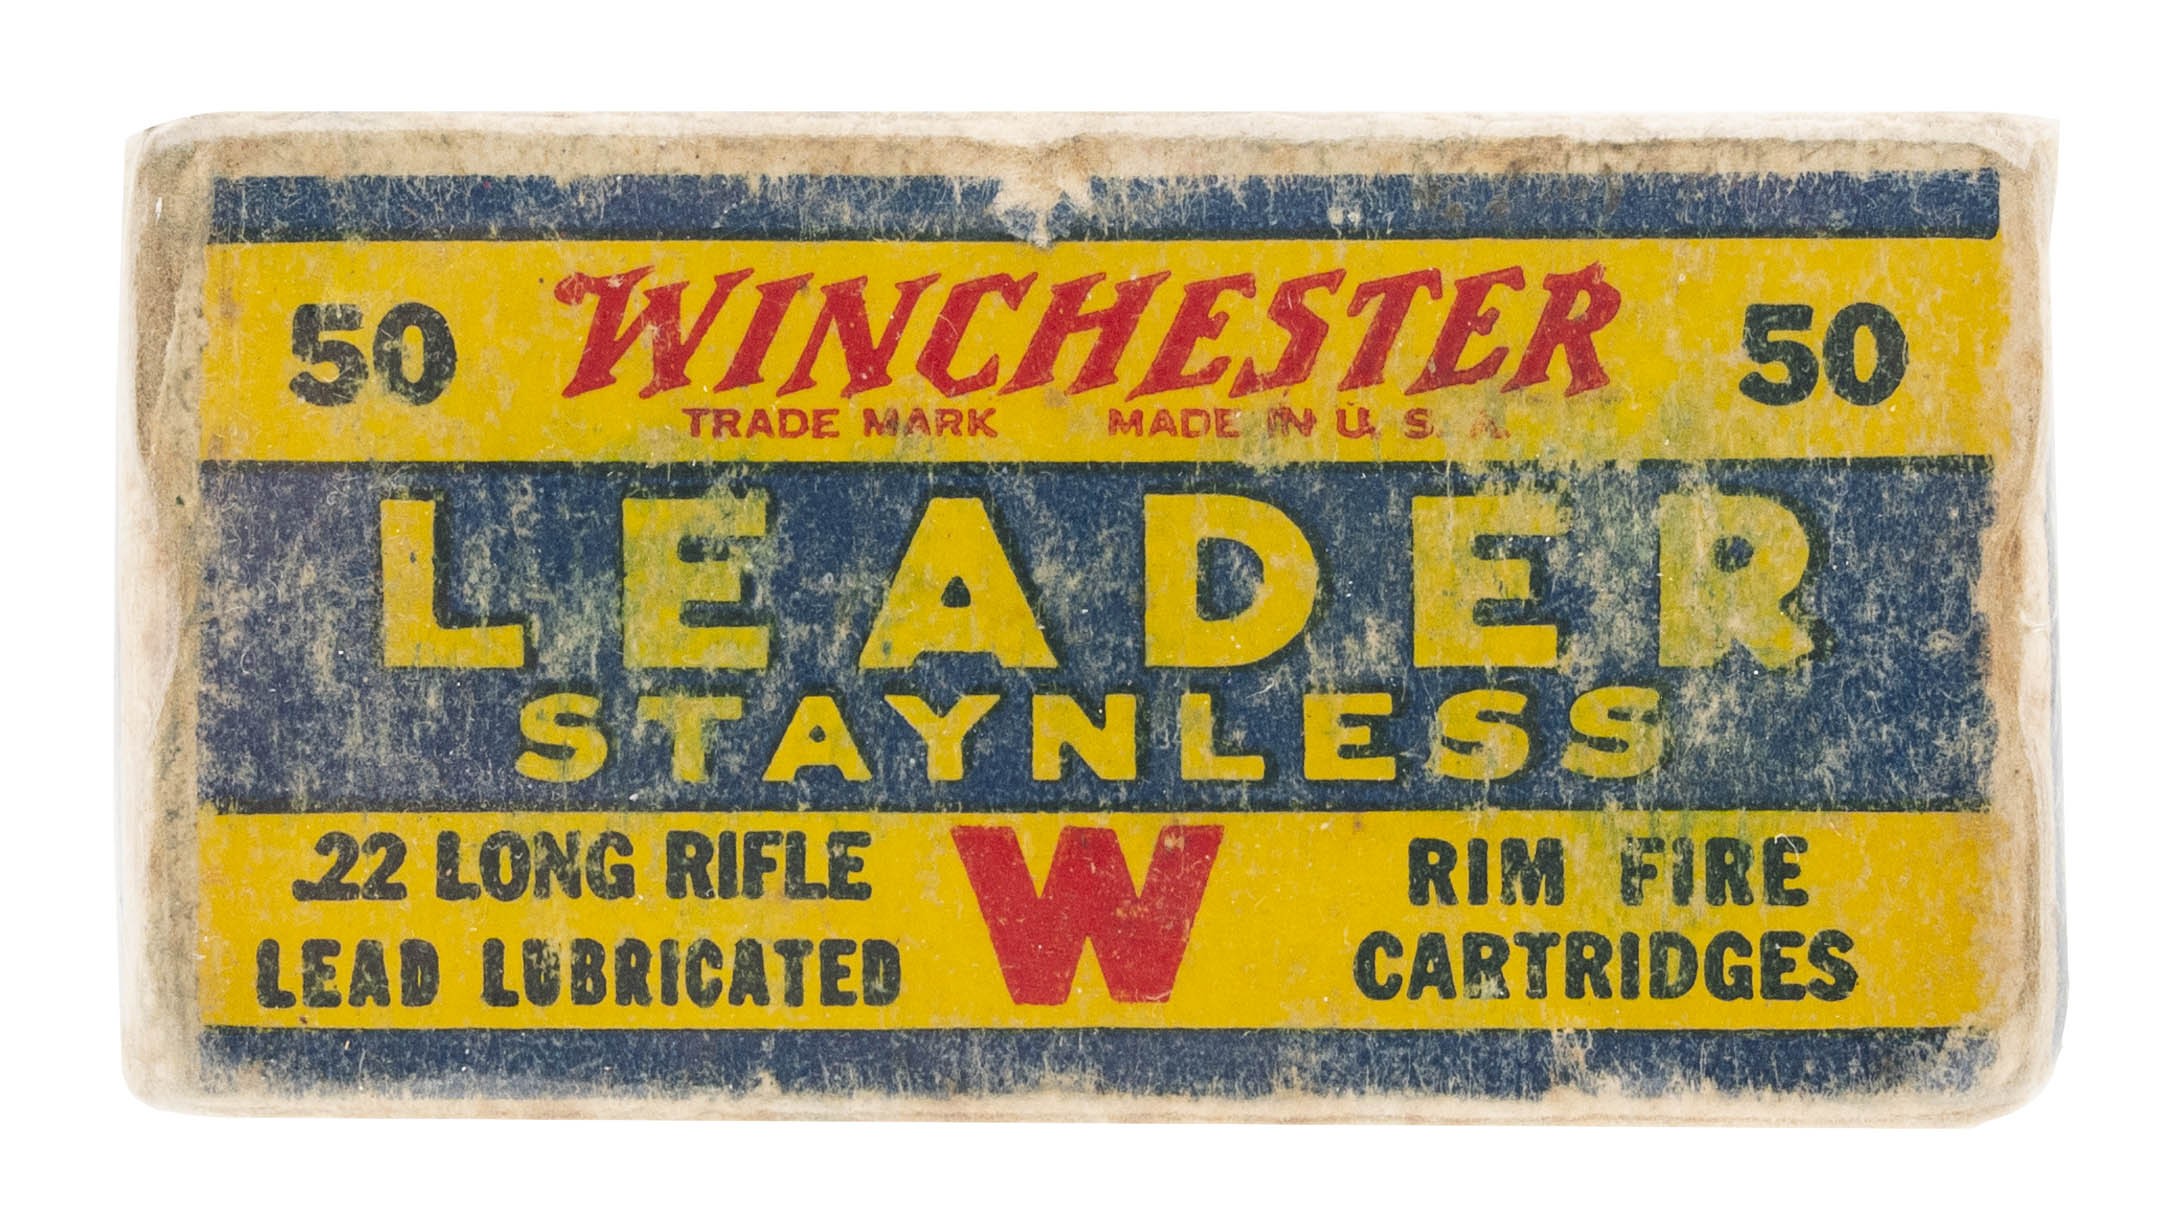 50 WINCHESTER 50
TRADE MARK MADE IN U. S. A.
LEADER
STAYNLESS
.22 LONG RIFLE W RIM FIRE
LEAD LUBRICATED CARTRIDGES